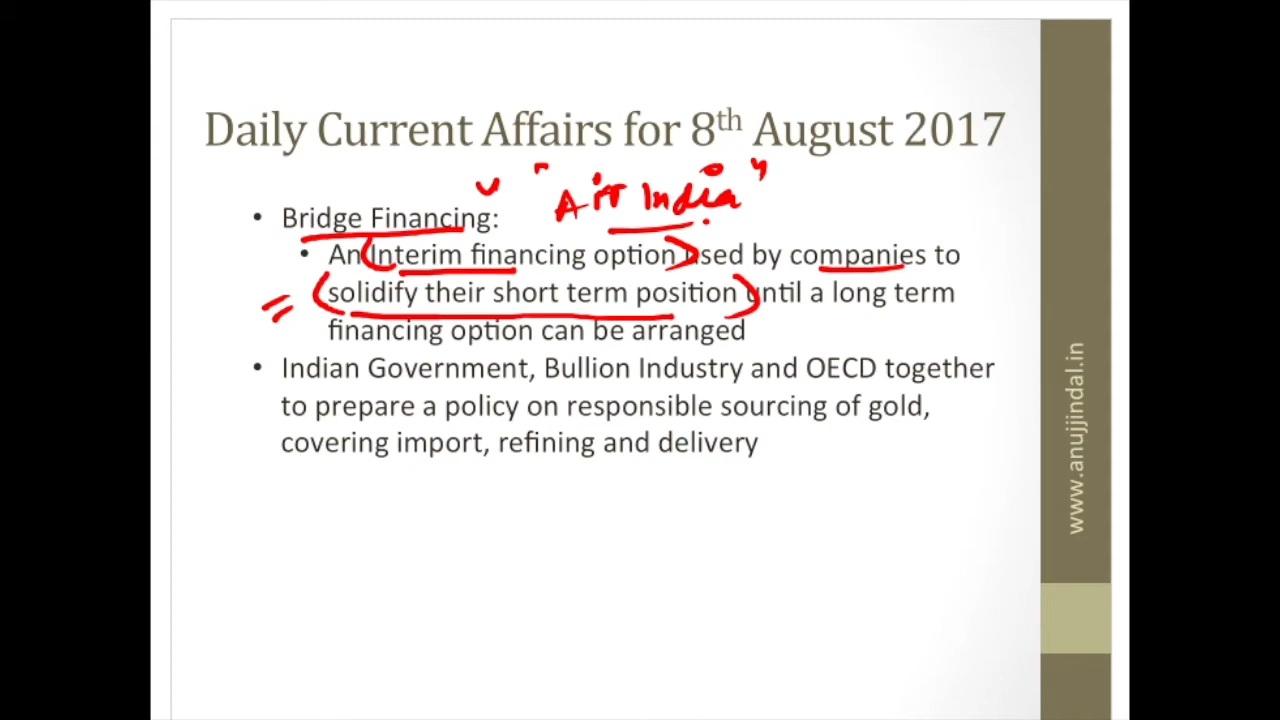 Daily Current Affairs for 8th August 2017
"Air India"
• Bridge Financing:
• An Interim financing option used by companies to
solidify their short term position until a long term
financing option can be arranged
• Indian Government, Bullion Industry and OECD together
to prepare a policy on responsible sourcing of gold,
covering import, refining and delivery
www.anujjindal.in